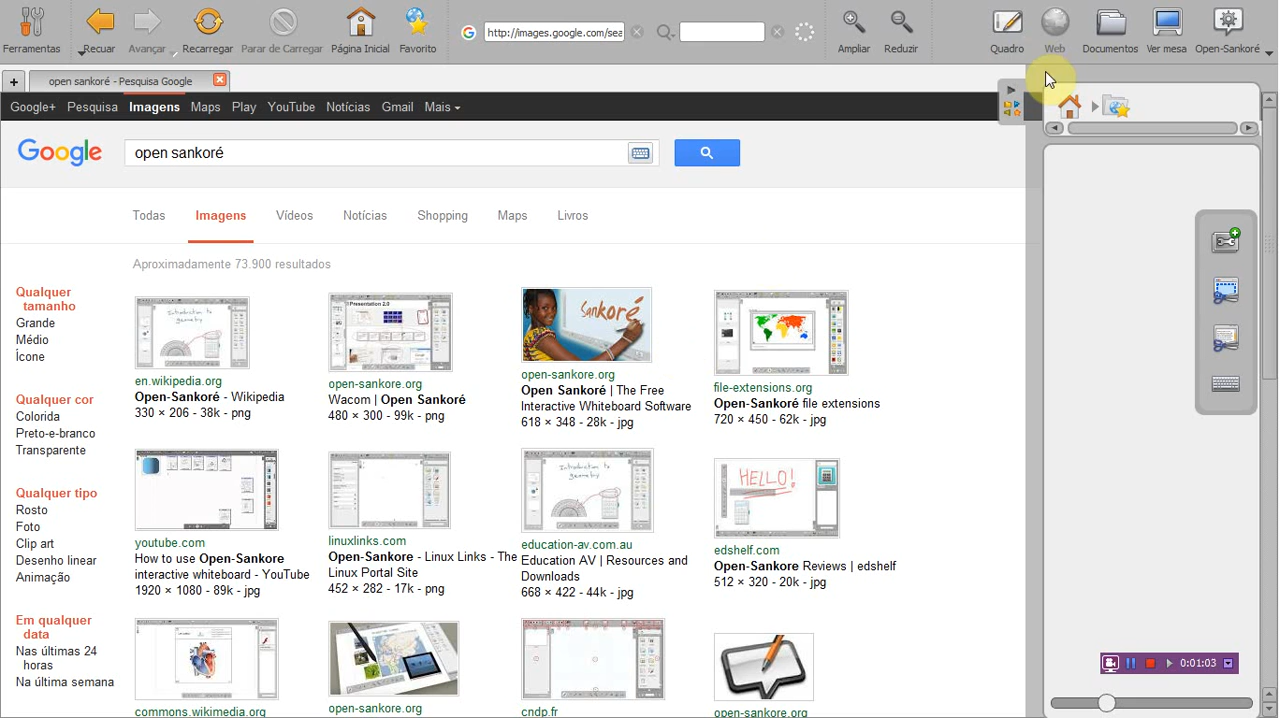 Ferramentas Recuar Avançar Recarregar Parar de Carregar Página Inicial Favorito http://images.google.com/sea Ampliar Reduzir Quadro Web Documentos Ver mesa Open-Sankoré
+ open sankoré - Pesquisa Google
Google+ Pesquisa Imagens Maps Play YouTube Notícias Gmail Mais
Google open sankoré
Todas Imagens Vídeos Notícias Shopping Maps Livros
Aproximadamente 73.900 resultados
Qualquer
tamanho
Grande
Médio
Ícone
Qualquer cor
Colorida
Preto-e-branco
Transparente
Qualquer tipo
Rosto
Foto
Clip art
Desenho linear
Animação
Em qualquer
data
Nas últimas 24
horas
Na última semana
Introduction to
geometry
en.wikipedia.org
Open-Sankoré - Wikipedia
330 × 206 - 38k - png
Presentation 2.0
open-sankore.org
Wacom | Open Sankoré
480 × 300 - 99k - png
Sankoré
open-sankore.org
Open Sankoré | The Free
Interactive Whiteboard Software
618 × 348 - 28k - jpg
file-extensions.org
Open-Sankoré file extensions
720 × 450 - 62k - jpg
youtube.com
How to use Open-Sankore
interactive whiteboard - YouTube
1920 × 1080 - 89k - jpg
linuxlinks.com
Open-Sankore - Linux Links - The
Linux Portal Site
452 × 282 - 17k - png
Introduction to
geometry
education-av.com.au
Education AV | Resources and
Downloads
668 × 422 - 44k - jpg
HELLO!
edshelf.com
Open-Sankore Reviews | edshelf
512 × 320 - 20k - jpg
commons.wikimedia.org
open-sankore.org
cndp.fr
open-sankore.org
0:01:03